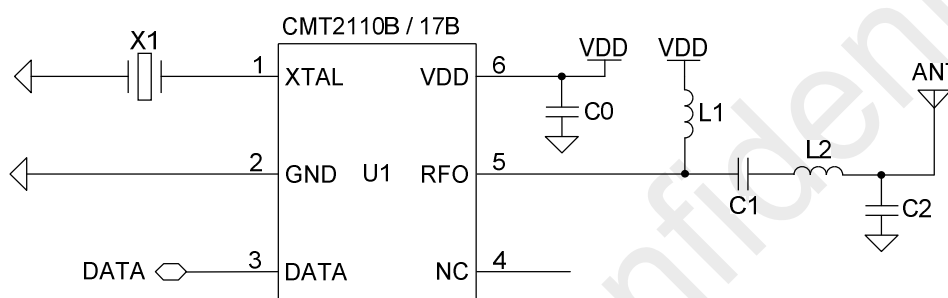 CMT2110B / 17B
X1
VDD
VDD
ANT
1
XTAL
VDD
6
C0
L1
2
GND
U1
RFO
5
C1
L2
C2
DATA
3
DATA
NC
4